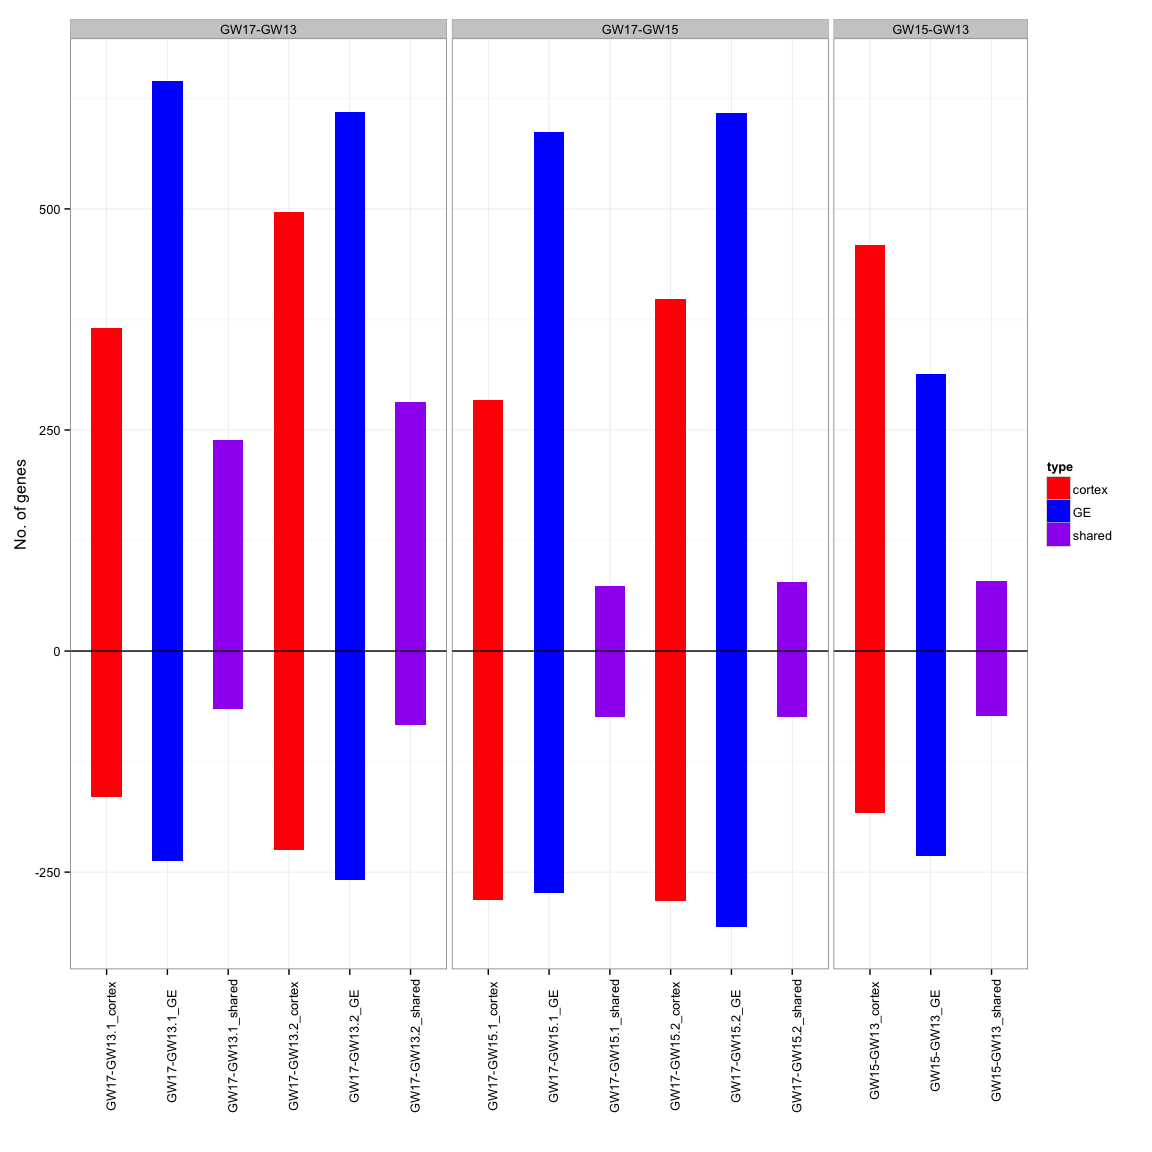 GW17-GW13
GW17-GW15
GW15-GW13
No. of genes
500
250
0
-250
type
cortex
GE
shared
GW17-GW13.1_cortex
GW17-GW13.1_GE
GW17-GW13.1_shared
GW17-GW13.2_cortex
GW17-GW13.2_GE
GW17-GW13.2_shared
GW17-GW15.1_cortex
GW17-GW15.1_GE
GW17-GW15.1_shared
GW17-GW15.2_cortex
GW17-GW15.2_GE
GW17-GW15.2_shared
GW15-GW13_cortex
GW15-GW13_GE
GW15-GW13_shared